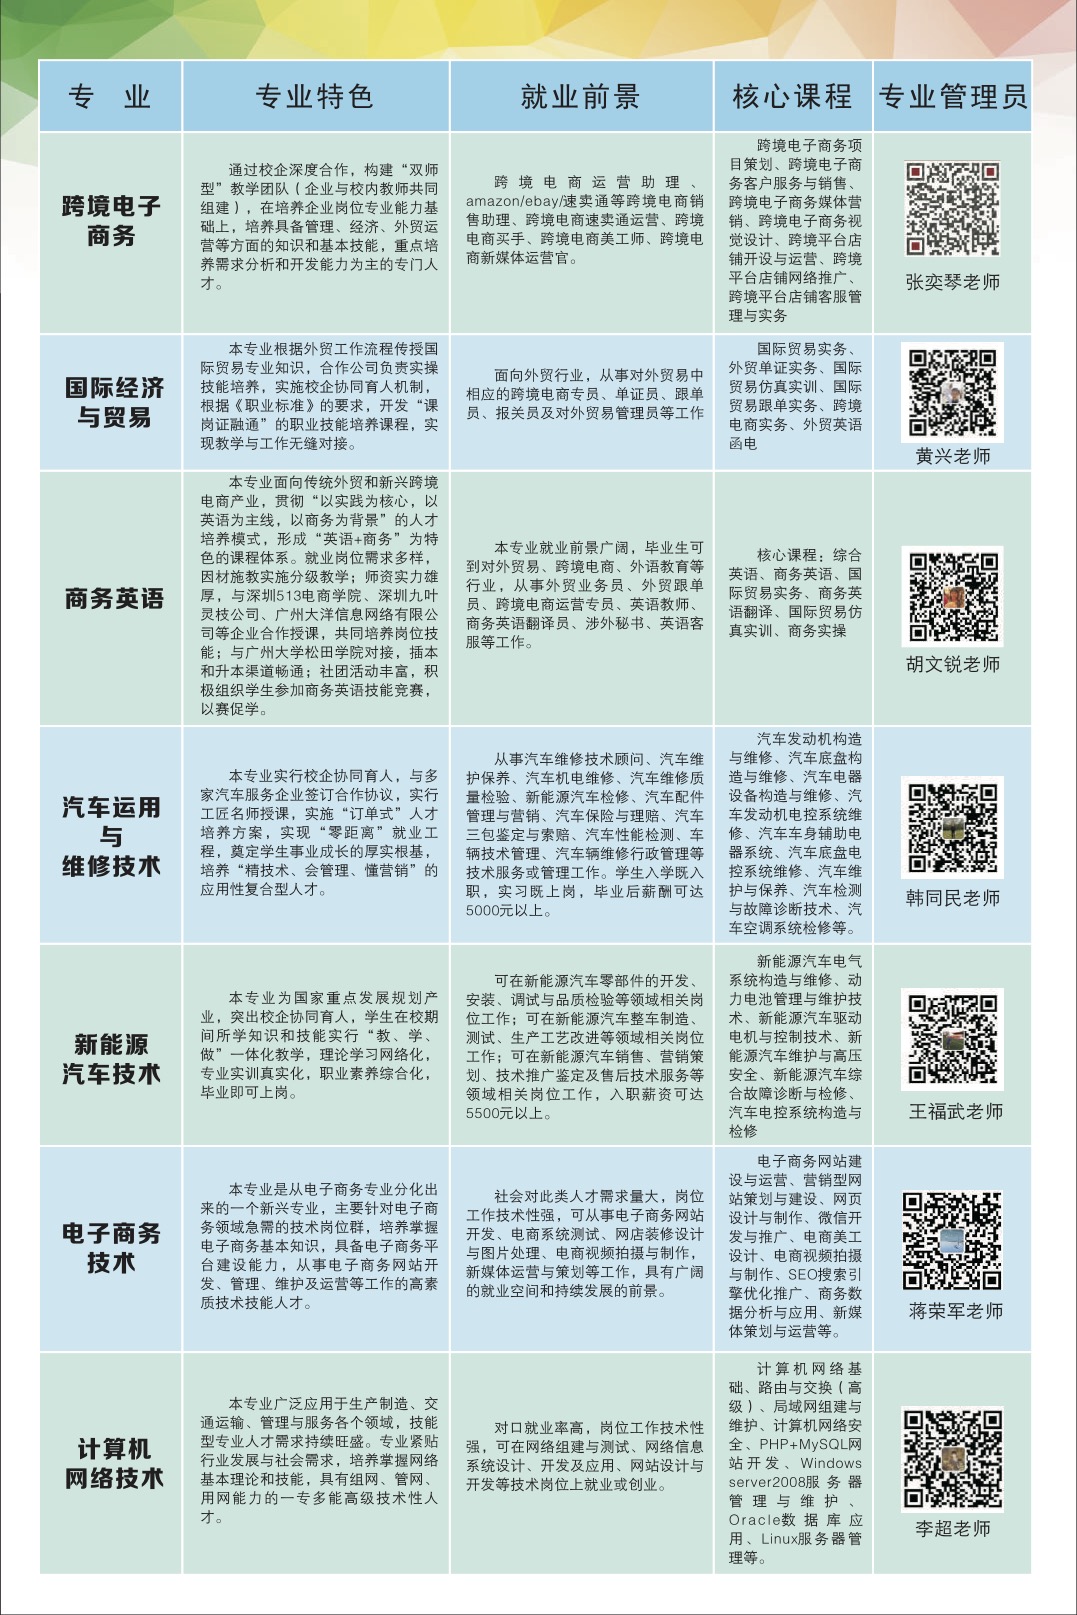 专 业
专业特色
就业前景
核心课程
专业管理员
跨境电子
商务
通过校企深度合作，构建“双师
型”教学团队（企业与校内教师共同
组建），在培养企业岗位专业能力基
础上，培养具备管理、经济、外贸运
营等方面的知识和基本技能，重点培
养需求分析和开发能力为主的专门人
才。
跨境电商运营助理、
amazon/ebay/速卖通等跨境电商销
售助理、跨境电商速卖通运营、跨境
电商买手、跨境电商美工师、跨境电
商新媒体运营官。
跨境电子商务项
目策划、跨境电子商
务客户服务与销售、
跨境电子商务媒体营
销、跨境电子商务视
觉设计、跨境平台店
铺开设与运营、跨境
平台店铺网络推广、
跨境平台店铺客服管
理与实务
张奕琴老师
国际经济
与贸易
本专业根据外贸工作流程传授国
际贸易专业知识，合作公司负责实操
技能培养，实施校企协同育人机制，
根据《职业标准》的要求，开发“课
岗证融通”的职业技能培养课程，实
现教学与工作无缝对接。
面向外贸行业，从事对外贸易中
相应的跨境电商专员、单证员、跟单
员、报关员及对外贸易管理员等工作
国际贸易实务、
外贸单证实务、国际
贸易仿真实训、国际
贸易跟单实务、跨境
电商实务、外贸英语
函电
黄兴老师
商务英语
本专业面向传统外贸和新兴跨境
电商产业，贯彻“以实践为核心，以
英语为主线，以商务为背景”的人才
培养模式，形成“英语+商务”为特
色的课程体系。就业岗位需求多样，
因材施教实施分级教学；师资实力雄
厚，与深圳513电商学院、深圳九叶
灵枝公司、广州大洋信息网络有限公
司等企业合作授课，共同培养岗位技
能；与广州大学松田学院对接，插本
和升本渠道畅通；社团活动丰富，积
极组织学生参加商务英语技能竞赛，
以赛促学。
本专业就业前景广阔，毕业生可
到对外贸易、跨境电商、外语教育等
行业，从事外贸业务员、外贸跟单
员、跨境电商运营专员、英语教师、
商务英语翻译员、涉外秘书、英语客
服等工作。
核心课程；综合
英语、商务英语、国
际贸易实务、商务英
语翻译、国际贸易仿
真实训、商务实操
胡文锐老师
汽车运用
与
维修技术
本专业实行校企协同育人，与多
家汽车服务企业签订合作协议，实行
工匠名师授课，实施“订单式”人才
培养方案，实现“零距离”就业工
程，奠定学生事业成长的厚实根基，
培养“精技术、会管理、懂营销”的
应用性复合型人才。
从事汽车维修技术顾问、汽车维
护保养、汽车机电维修、汽车维修质
量检验、新能源汽车检修、汽车配件
管理与营销、汽车保险与理赔、汽车
三包鉴定与索赔、汽车性能检测、车
辆技术管理、汽车辆维修行政管理等
技术服务或管理工作。学生入学既入
职，实习既上岗，毕业后薪酬可达
5000元以上。
汽车发动机构造
与维修、汽车底盘构
造与维修、汽车电器
设备构造与维修、汽
车发动机电控系统维
修、汽车车身辅助电
器系统、汽车底盘电
控系统维修、汽车维
护与保养、汽车检测
与故障诊断技术、汽
车空调系统检修等。
韩同民老师
新能源
汽车技术
本专业为国家重点发展规划产
业，突出校企协同育人，学生在校期
间所学知识和技能实行“教、学、
做”一体化教学，理论学习网络化，
专业实训真实化，职业素养综合化，
毕业即可上岗。
可在新能源汽车零部件的开发、
安装、调试与品质检验等领域相关岗
位工作；可在新能源汽车整车制造、
测试、生产工艺改进等领域相关岗位
工作；可在新能源汽车销售、营销策
划、技术推广鉴定及售后技术服务等
领域相关岗位工作，入职薪资可达
5500元以上。
新能源汽车电气
系统构造与维修、动
力电池管理与维护技
术、新能源汽车驱动
电机与控制技术、新
能源汽车维护与高压
安全、新能源汽车综
合故障诊断与检修、
汽车电控系统构造与
检修
王福武老师
电子商务
技术
本专业是从电子商务专业分化出
来的一个新兴专业，主要针对电子商
务领域急需的技术岗位群，培养掌握
电子商务基本知识，具备电子商务平
台建设能力，从事电子商务网站开
发、管理、维护及运营等工作的高素
质技术技能人才。
社会对此类人才需求量大，岗位
工作技术性强，可从事电子商务网站
开发、电商系统测试、网店装修设计
与图片处理、电商视频拍摄与制作，
新媒体运营与策划等工作，具有广阔
的就业空间和持续发展的前景。
电子商务网站建
设与运营、营销型网
站策划与建设、网页
设计与制作、微信开
发与推广、电商美工
设计、电商视频拍摄
与制作、SEO搜索引
擎优化推广、商务数
据分析与应用、新媒
体策划与运营等。
蒋荣军老师
计算机
网络技术
本专业广泛应用于生产制造、交
通运输、管理与服务各个领域，技能
型专业人才需求持续旺盛。专业紧贴
行业发展与社会需求，培养掌握网络
基本理论和技能，具有组网、管网、
用网能力的一专多能高级技术性人
才。
对口就业率高，岗位工作技术性
强，可在网络组建与测试、网络信息
系统设计、开发及应用、网站设计与
开发等技术岗位上就业或创业。
计算机网络基
础、路由与交换（高
级）、局域网组建与
维护、计算机网络安
全、PHP+MySQL网
站开发、Windows
server2008服务器
管理与维护、
Oracle数据库应
用、Linux服务器管
理等。
李超老师